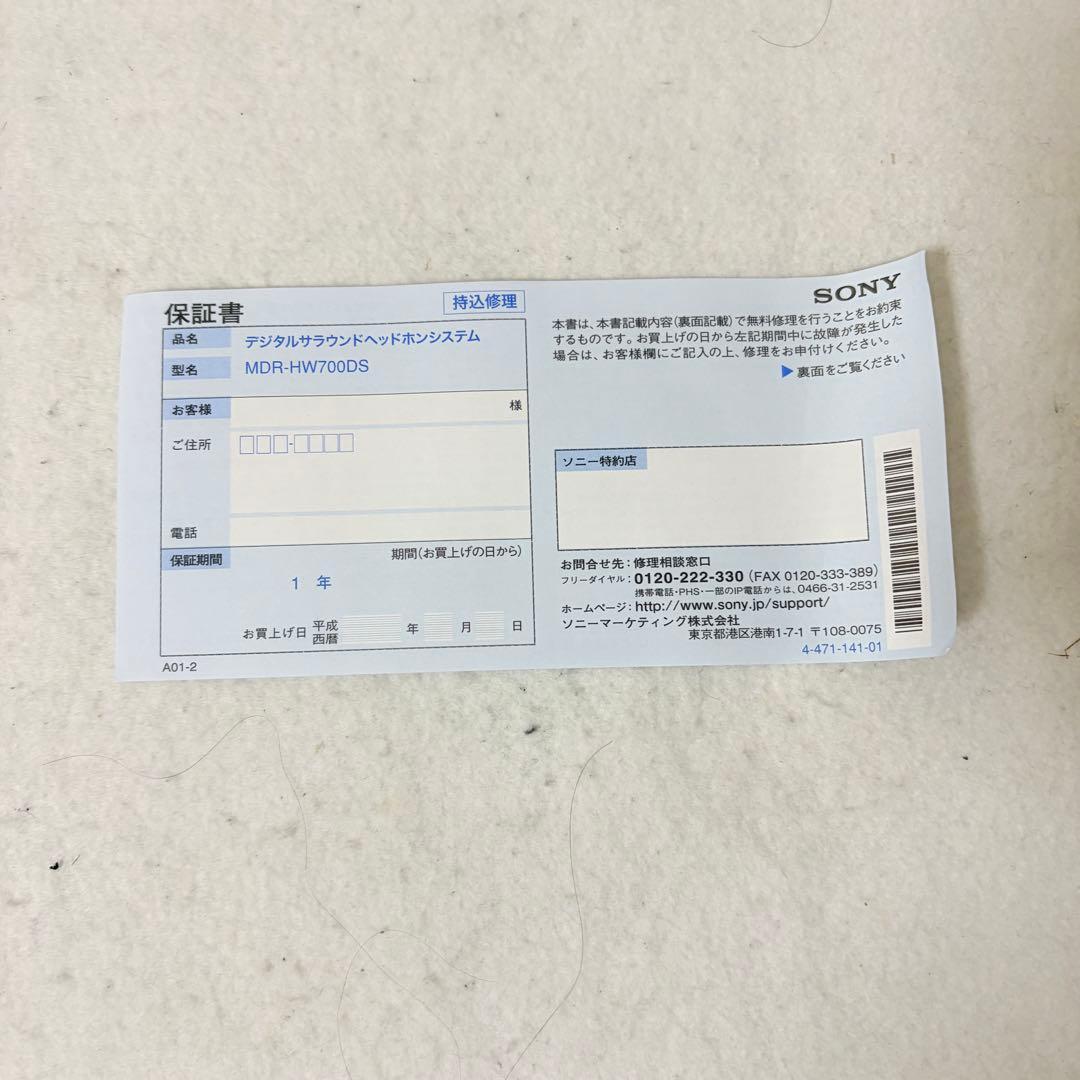 保証書
持込修理
品名 デジタルサラウンドヘッドホンシステム
型名 MDR-HW700DS
お客様 様
ご住所 □□□-□□□□
電話
保証期間 期間(お買上げの日から)
1 年
お買上げ日 平成 西暦 年 月 日
A01-2
SONY
本書は、本書記載内容(裏面記載)で無料修理を行うことをお約束
するものです。お買上げの日から左記期間中に故障が発生した
場合は、お客様欄にご記入の上、修理をお申付けください。
▶裏面をご覧ください
ソニー特約店
お問合せ先:修理相談窓口
フリーダイヤル:0120-222-330(FAX 0120-333-389)
携帯電話・PHS・一部のIP電話からは、0466-31-2531
ホームページ:http://www.sony.jp/support/
ソニーマーケティング株式会社
東京都港区港南1-7-1 〒108-0075
4-471-141-01